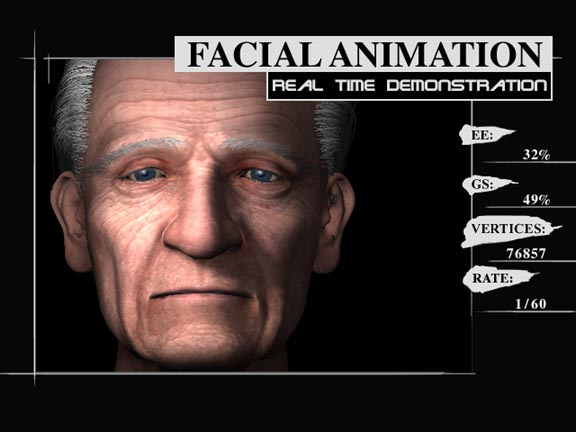 FACIAL ANIMATION
REAL TIME DEMONSTRATION
EE:
32%
GS:
49%
VERTICES:
76857
RATE:
1/60